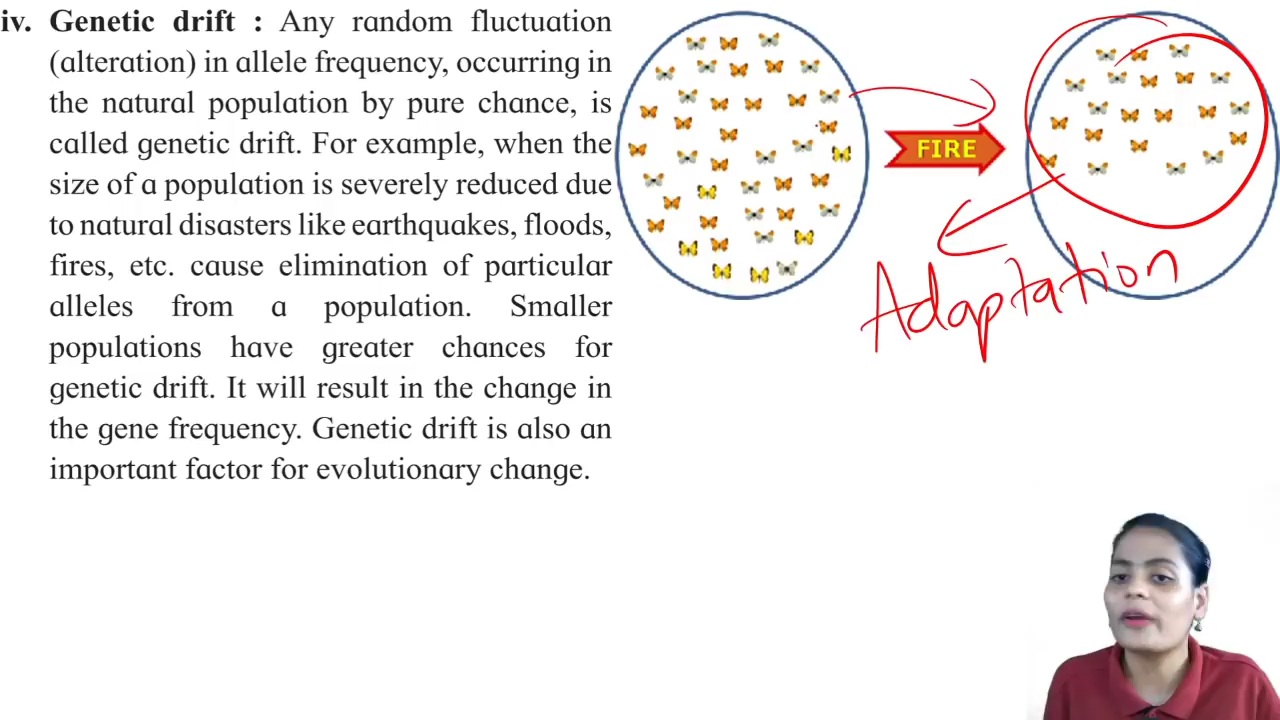 iv. Genetic drift : Any random fluctuation
(alteration) in allele frequency, occurring in
the natural population by pure chance, is
called genetic drift. For example, when the
size of a population is severely reduced due
to natural disasters like earthquakes, floods,
fires, etc. cause elimination of particular
alleles from a population. Smaller
populations have greater chances for
genetic drift. It will result in the change in
the gene frequency. Genetic drift is also an
important factor for evolutionary change.
FIRE
Adaptation